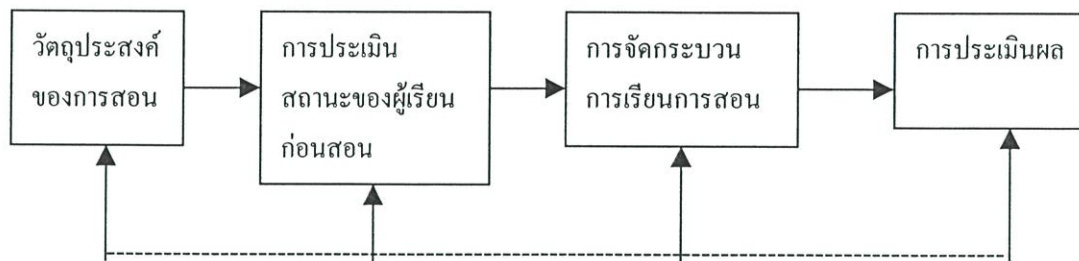 วัตถุประสงค์
ของการสอน
การประเมิน
สถานะของผู้เรียน
ก่อนสอน
การจัดกระบวน
การเรียนการสอน
การประเมินผล